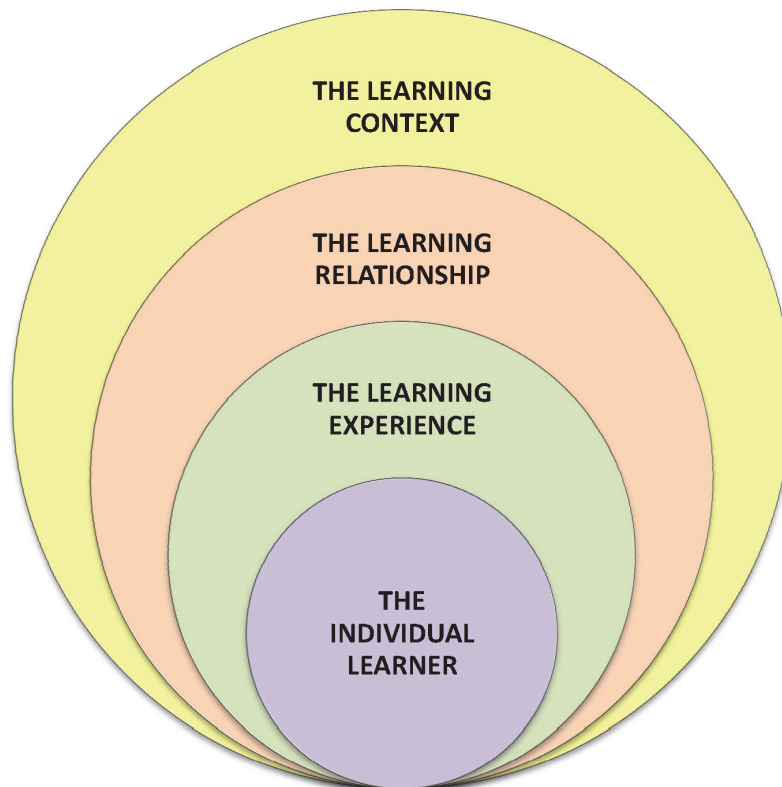 THE LEARNING
CONTEXT
THE LEARNING
RELATIONSHIP
THE LEARNING
EXPERIENCE
THE
INDIVIDUAL
LEARNER